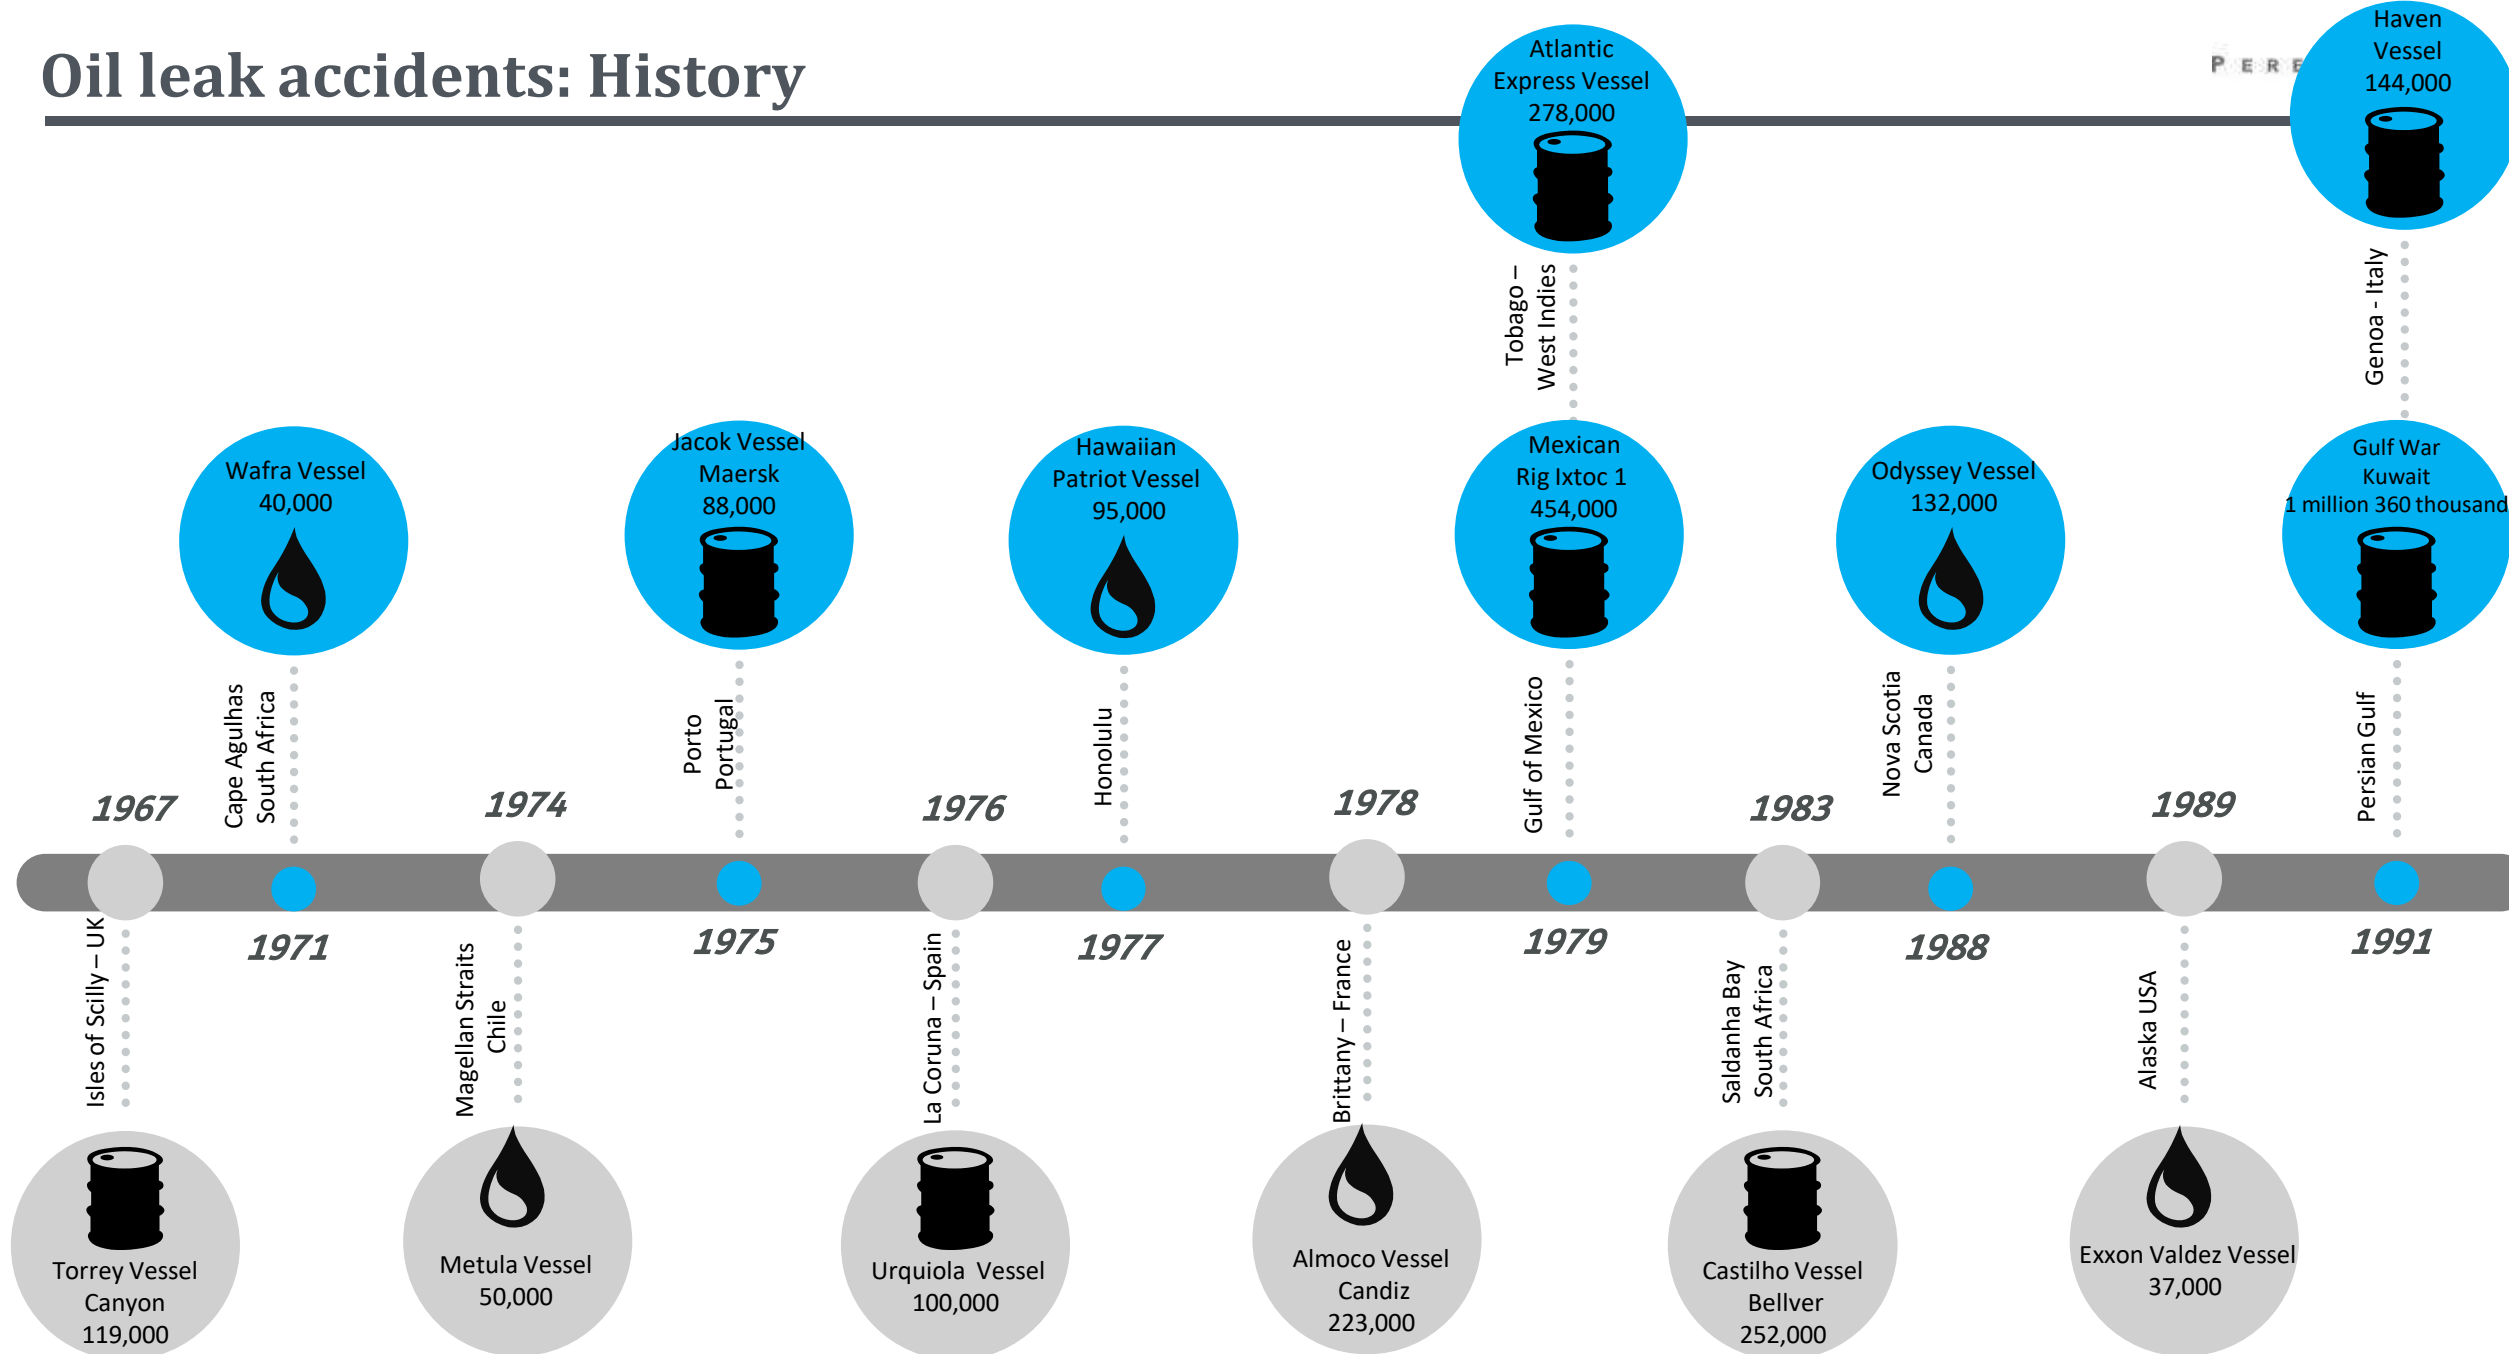 Oil leak accidents: History
P E R E
Atlantic
Express Vessel
278,000
Haven
Vessel
144,000
Tobago –
West Indies
Genoa - Italy
Wafra Vessel
40,000
Jacok Vessel
Maersk
88,000
Hawaiian
Patriot Vessel
95,000
Mexican
Rig Ixtoc 1
454,000
Odyssey Vessel
132,000
Gulf War
Kuwait
1 million 360 thousand
Cape Agulhas
South Africa
Porto
Portugal
Honolulu
Gulf of Mexico
Nova Scotia
Canada
Persian Gulf
1967
1974
1976
1978
1983
1989
1971
1975
1977
1979
1988
1991
Isles of Scilly – UK
Magellan Straits
Chile
La Coruna – Spain
Brittany – France
Saldanha Bay
South Africa
Alaska USA
Torrey Vessel
Canyon
119,000
Metula Vessel
50,000
Urquiola  Vessel
100,000
Almoco Vessel
Candiz
223,000
Castilho Vessel
Bellver
252,000
Exxon Valdez Vessel
37,000